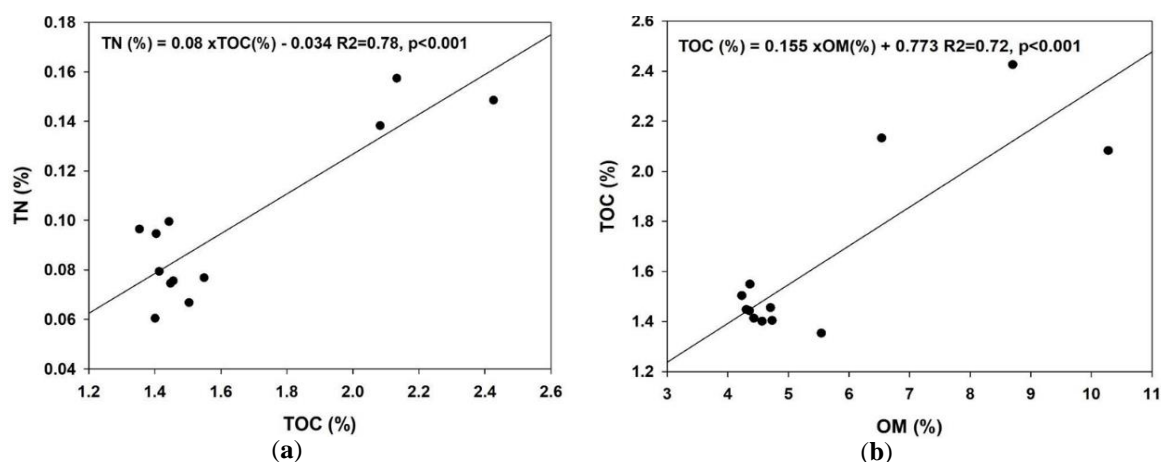 TN (%) = 0.08 xTOC(%) - 0.034 R2=0.78, p<0.001
0.18
0.16
0.14
0.12
0.10
0.08
0.06
0.04
TN (%)
1.2 1.4 1.6 1.8 2.0 2.2 2.4 2.6
TOC (%)
(a)
TOC (%) = 0.155 xOM(%) + 0.773 R2=0.72, p<0.001
2.6
2.4
2.2
2.0
1.8
1.6
1.4
1.2
TOC (%)
3 4 5 6 7 8 9 10 11
OM (%)
(b)